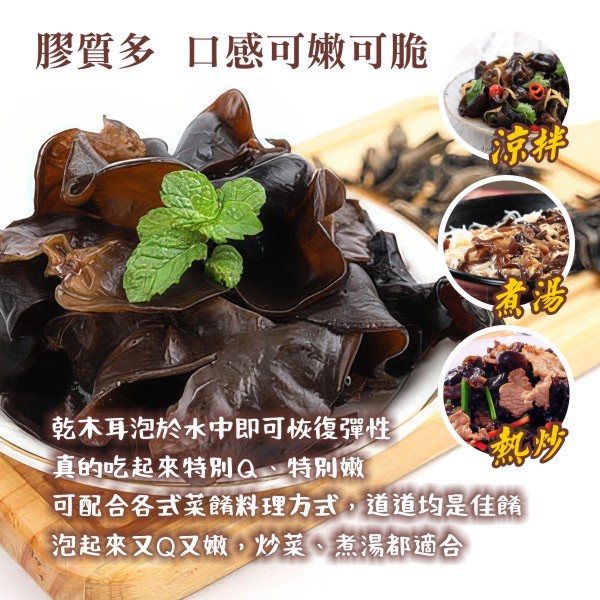 膠質多 口感可嫩可脆
涼拌
煮湯
熱炒
乾木耳泡於水中即可恢復彈性
真的吃起來特別Q、特別嫩
可配合各式菜餚料理方式，道道均是佳餚
泡起來又Q又嫩，炒菜、煮湯都適合